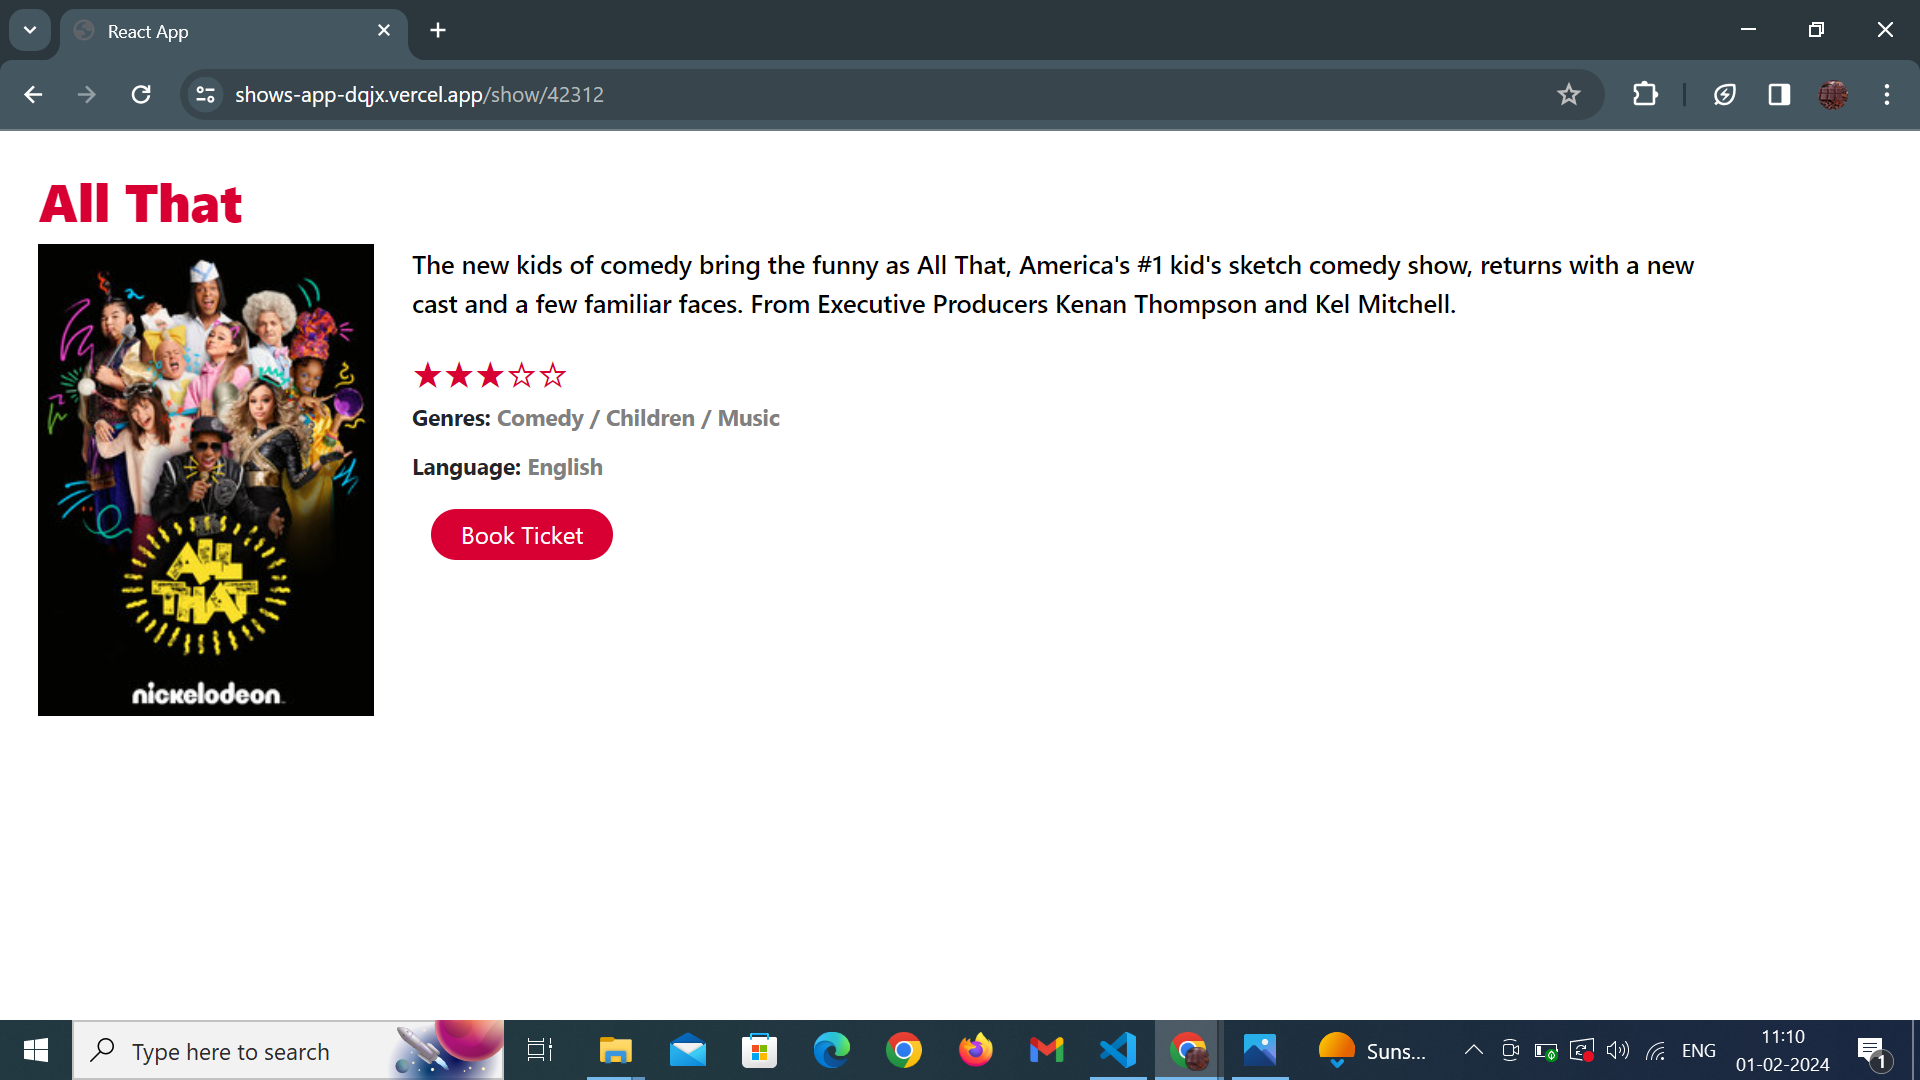 React App
shows-app-dqjx.vercel.app/show/42312
All That
The new kids of comedy bring the funny as All That, America's #1 kid's sketch comedy show, returns with a new
cast and a few familiar faces. From Executive Producers Kenan Thompson and Kel Mitchell.
★★★☆☆
Genres: Comedy / Children / Music
Language: English
Book Ticket
ALL
THAT
nickelodeon
Type here to search
Suns...
ENG
11:10
01-02-2024
1